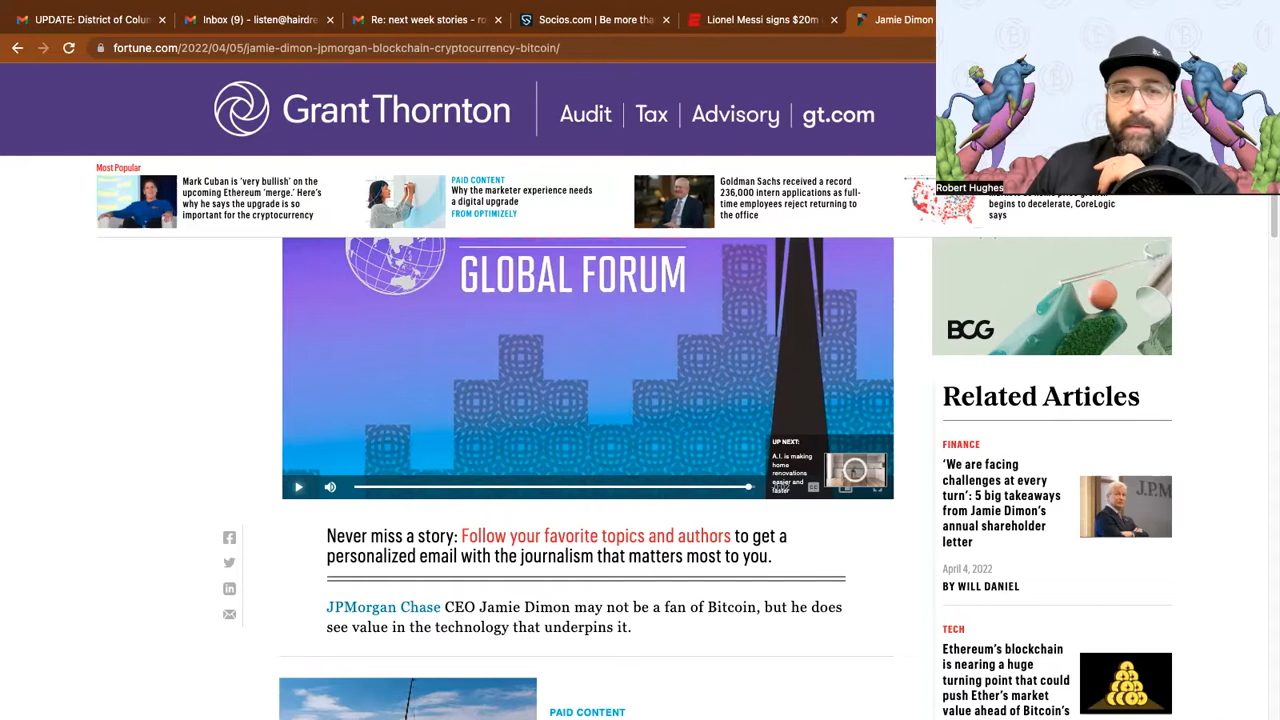 UPDATE: District of Colum
Inbox (9) - listen@hairdre
Re: next week stories - ro
Socios.com | Be more tha
Lionel Messi signs $20m
Jamie Dimon
fortune.com/2022/04/05/jamie-dimon-jpmorgan-blockchain-cryptocurrency-bitcoin/
GrantThornton
Audit | Tax | Advisory | gt.com
Robert Hughes
Most Popular
Mark Cuban is 'very bullish' on the
upcoming Ethereum 'merge.' Here's
why he says the upgrade is so
important for the cryptocurrency
PAID CONTENT
Why the marketer experience needs
a digital upgrade
FROM OPTIMIZELY
Goldman Sachs received a record
236,000 intern applications as full-
time employees reject returning to
the office
begins to decelerate, CoreLogic
says
GLOBAL FORUM
UP NEXT:
A.I. is making
home
renovations
easier and
faster
BCG
Never miss a story: Follow your favorite topics and authors to get a
personalized email with the journalism that matters most to you.
JPMorgan Chase CEO Jamie Dimon may not be a fan of Bitcoin, but he does
see value in the technology that underpins it.
PAID CONTENT
Related Articles
FINANCE
‘We are facing
challenges at every
turn’: 5 big takeaways
from Jamie Dimon’s
annual shareholder
letter
J.P.M
April 4, 2022
BY WILL DANIEL
TECH
Ethereum’s blockchain
is nearing a huge
turning point that could
push Ether’s market
value ahead of Bitcoin’s